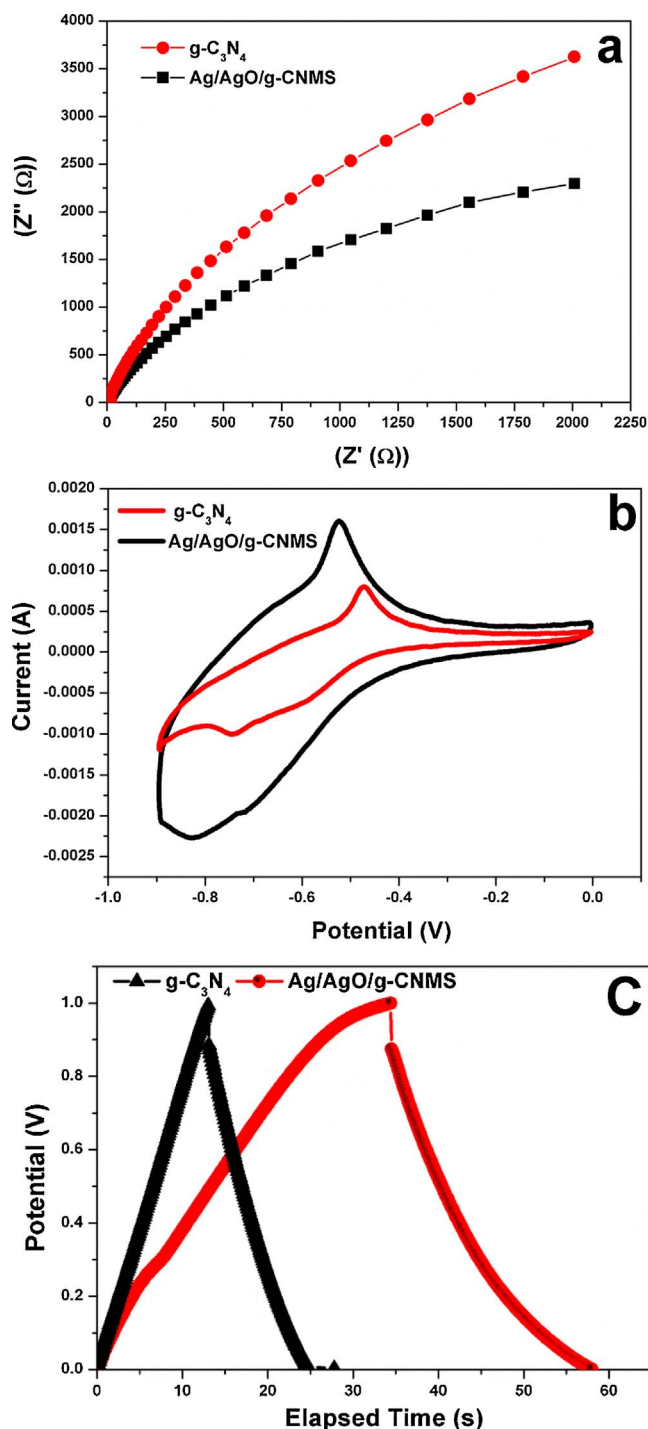 a
g-C₃N₄
Ag/AgO/g-CNMS
4000
3500
3000
2500
2000
1500
1000
500
0
(Z'' (Ω))
0 250 500 750 1000 1250 1500 1750 2000 2250
(Z' (Ω))
b
g-C₃N₄
Ag/AgO/g-CNMS
0.0020
0.0015
0.0010
0.0005
0.0000
-0.0005
-0.0010
-0.0015
-0.0020
-0.0025
Current (A)
-1.0 -0.8 -0.6 -0.4 -0.2 0.0
Potential (V)
g-C₃N₄ Ag/AgO/g-CNMS
C
1.0
0.8
0.6
0.4
0.2
0.0
Potential (V)
0 10 20 30 40 50 60
Elapsed Time (s)